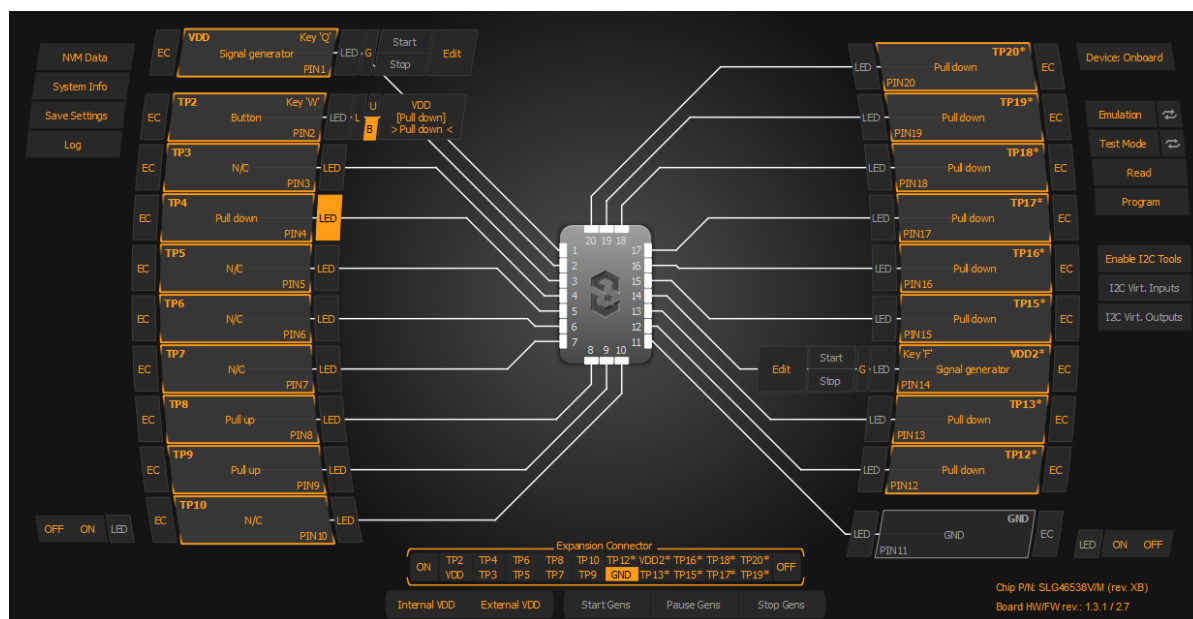 NVM Data
System Info
Save Settings
Log
EC
VDD
Key 'Q'
Signal generator
PIN1
LED
G
Start
Stop
Edit
EC
TP2
Key 'W'
Button
PIN2
LED
L
U
B
VDD
[Pull down]
>Pull down <
EC
TP3
N/C
PIN3
LED
EC
TP4
Pull down
PIN4
LED
EC
TP5
N/C
PIN5
LED
EC
TP6
N/C
PIN6
LED
EC
TP7
N/C
PIN7
LED
EC
TP8
Pull up
PIN8
LED
EC
TP9
Pull up
PIN9
LED
EC
TP10
N/C
PIN10
LED
OFF ON LED
20 19 18
1 17
2 16
3 15
4 14
5 13
6 12
7 11
8 9 10
LED
TP20*
Pull down
PIN20
EC
LED
TP19*
Pull down
PIN19
EC
LED
TP18*
Pull down
PIN18
EC
LED
TP17*
Pull down
PIN17
EC
LED
TP16*
Pull down
PIN16
EC
LED
TP15*
Pull down
PIN15
EC
Edit
Start
Stop
G
LED
Key 'F'
VDD2*
Signal generator
PIN14
EC
LED
TP13*
Pull down
PIN13
EC
LED
TP12*
Pull down
PIN12
EC
LED
GND
GND
PIN11
EC
LED ON OFF
Device: Onboard
Emulation
Test Mode
Read
Program
Enable I2C Tools
I2C Virt. Inputs
I2C Virt. Outputs
Expansion Connector
ON
TP2 TP4 TP6 TP8 TP10 TP12* VDD2* TP16* TP18* TP20*
VDD TP3 TP5 TP7 TP9 GND TP13* TP15* TP17* TP19*
OFF
Internal VDD External VDD Start Gens Pause Gens Stop Gens
Chip P/N: SLG46538V/M (rev. XB)
Board HW/FW rev.: 1.3.1 / 2.7